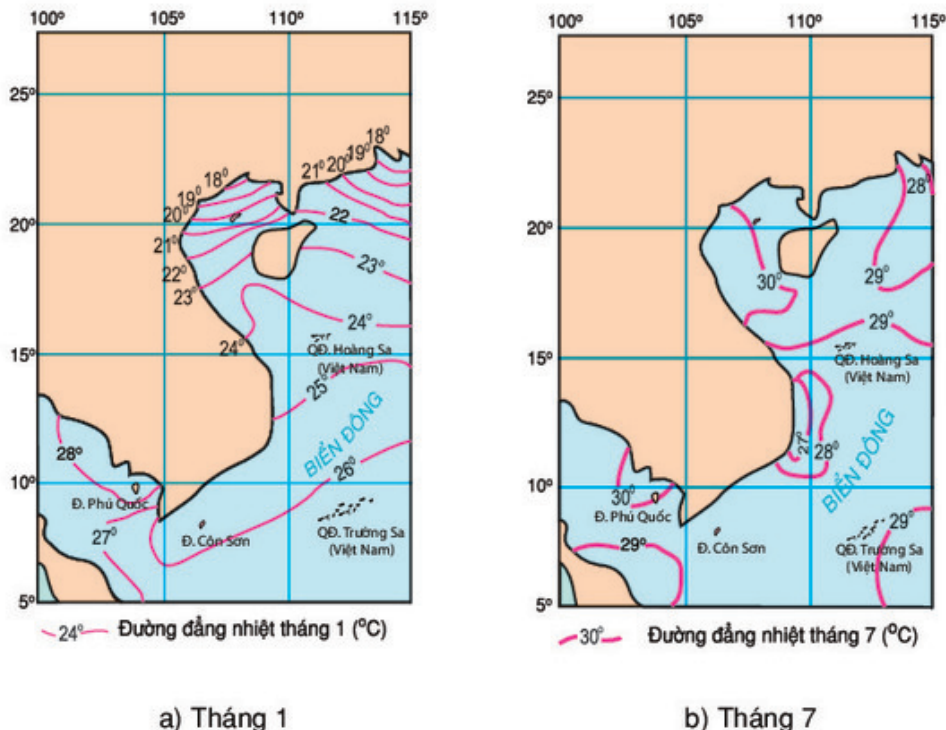 100º 105º 110º 115º
25º
20º
15º
10º
5º
18º
19º
20º
21º
22º
23º
24º
21º
20º
19º
18º
22
23º
24º
25º
26º
28º
27º
QĐ. Hoàng Sa
(Việt Nam)
BIỂN ĐÔNG
Đ. Phú Quốc
Đ. Côn Sơn
QĐ. Trường Sa
(Việt Nam)
24º Đường đẳng nhiệt tháng 1 (ºC)
a) Tháng 1
100º 105º 110º 115º
25º
20º
15º
10º
5º
28º
29º
30º
29º
QĐ. Hoàng Sa
(Việt Nam)
27º
28º
BIỂN ĐÔNG
30º
Đ. Phú Quốc
29º
Đ. Côn Sơn
29º
QĐ. Trường Sa
(Việt Nam)
30º Đường đẳng nhiệt tháng 7 (ºC)
b) Tháng 7